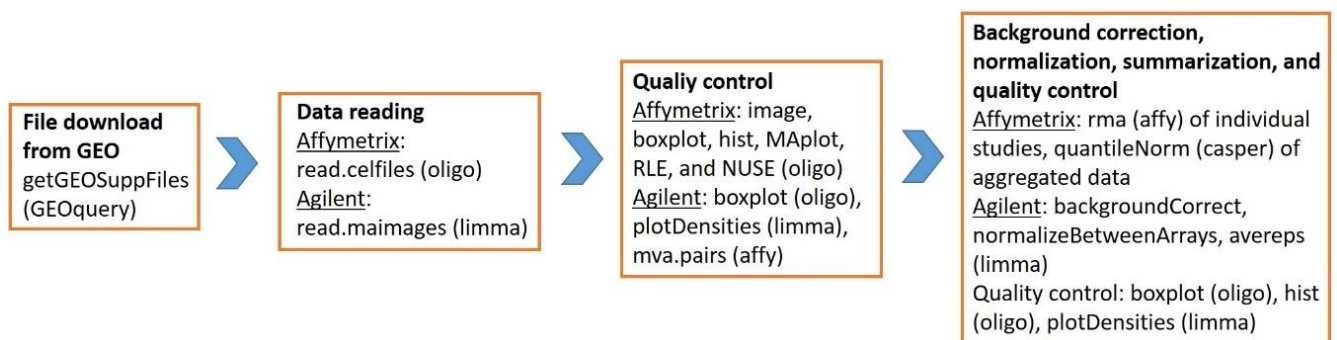 File download
from GEO
getGEOSuppFiles
(GEOquery)
Data reading
Affymetrix:
read.celfiles (oligo)
Agilent:
read.maimages (limma)
Qualiy control
Affymetrix: image,
boxplot, hist, MAplot,
RLE, and NUSE (oligo)
Agilent: boxplot (oligo),
plotDensities (limma),
mva.pairs (affy)
Background correction,
normalization, summarization, and
quality control
Affymetrix: rma (affy) of individual
studies, quantileNorm (casper) of
aggregated data
Agilent: backgroundCorrect,
normalizeBetweenArrays, avereps
(limma)
Quality control: boxplot (oligo), hist
(oligo), plotDensities (limma)